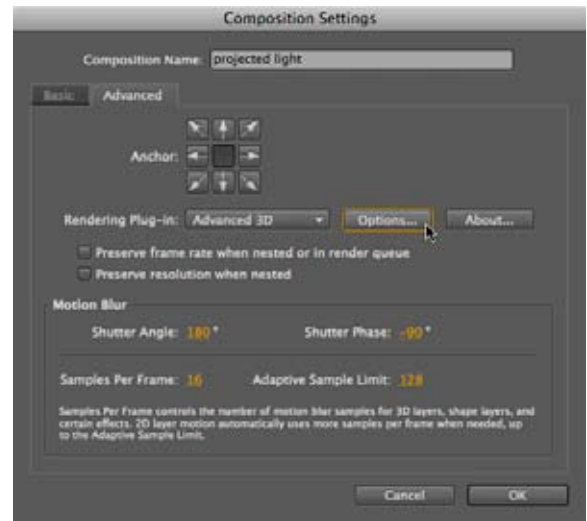 Composition Settings
Composition Name: projected light
Basic Advanced
Anchor:
Rendering Plug-in: Advanced 3D Options... About...
Preserve frame rate when nested or in render queue
Preserve resolution when nested
Motion Blur
Shutter Angle: 180° Shutter Phase: -90°
Samples Per Frame: 16 Adaptive Sample Limit: 128
Samples Per Frame controls the number of motion blur samples for 3D layers, shape layers, and
certain effects. 2D layer motion automatically uses more samples per frame when needed, up
to the Adaptive Sample Limit.
Cancel OK